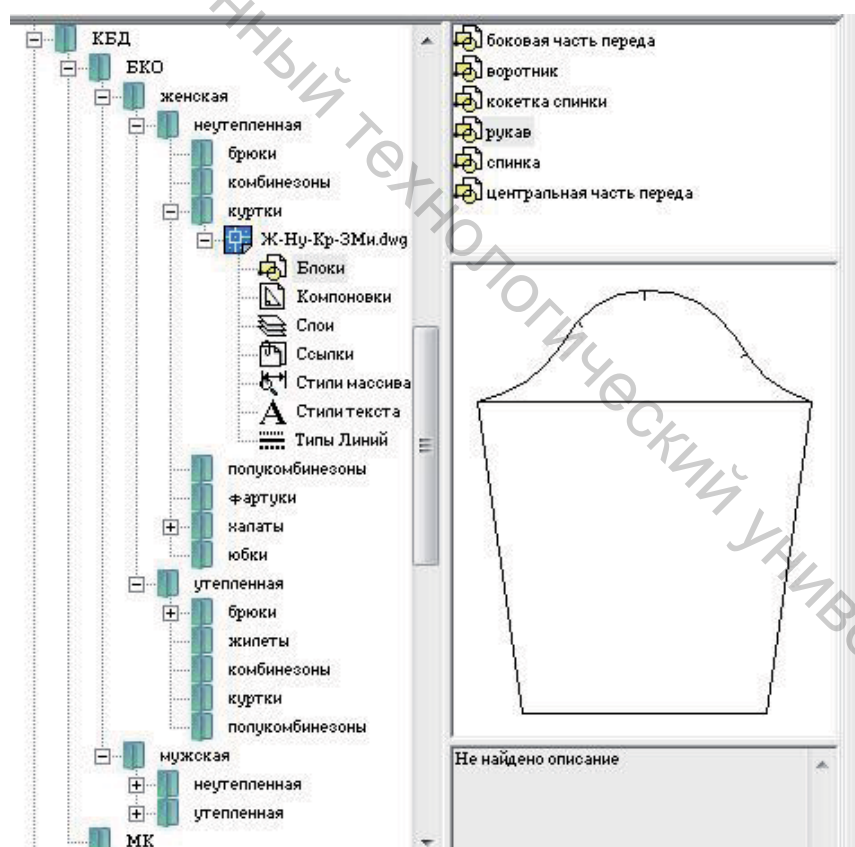 КБД
БКО
женская
неутепленная
брюки
комбинезоны
куртки
Ж-Ну-Кр-ЗМи.dwg
Блоки
Компоновки
Слои
Ссылки
Стили массива
Стили текста
Типы Линий
полукомбинезоны
фартуки
халаты
юбки
утепленная
брюки
жилеты
комбинезоны
куртки
полукомбинезоны
мужская
неутепленная
утепленная
МК
боковая часть переда
воротник
кокетка спинки
рукав
спинка
центральная часть переда
Не найдено описание
технологический